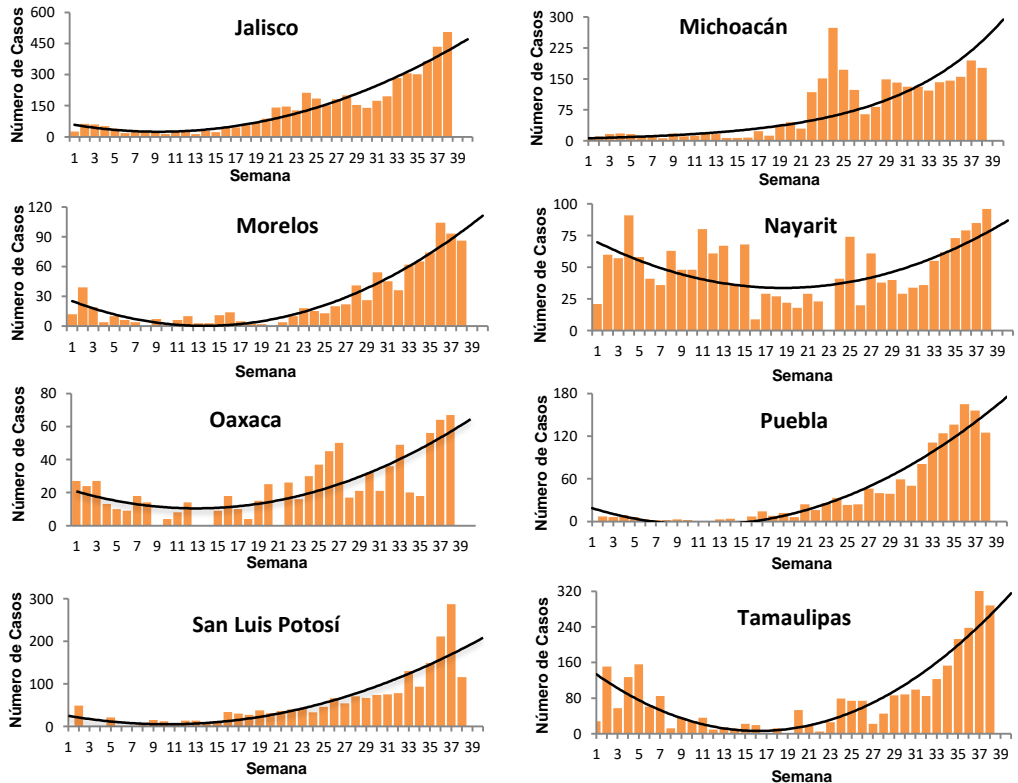 Jalisco
Número de Casos
600
450
300
150
0
1 3 5 7 9 11 13 15 17 19 21 23 25 27 29 31 33 35 37 39
Semana
Michoacán
Número de Casos
300
225
150
75
0
1 3 5 7 9 11 13 15 17 19 21 23 25 27 29 31 33 35 37 39
Semana
Morelos
Número de Casos
120
90
60
30
0
1 3 5 7 9 11 13 15 17 19 21 23 25 27 29 31 33 35 37 39
Semana
Nayarit
Número de Casos
100
75
50
25
0
1 3 5 7 9 11 13 15 17 19 21 23 25 27 29 31 33 35 37 39
Semana
Oaxaca
Número de Casos
80
60
40
20
0
1 3 5 7 9 11 13 15 17 19 21 23 25 27 29 31 33 35 37 39
Semana
Puebla
Número de Casos
180
120
60
0
1 3 5 7 9 11 13 15 17 19 21 23 25 27 29 31 33 35 37 39
Semana
San Luis Potosí
Número de Casos
300
200
100
0
1 3 5 7 9 11 13 15 17 19 21 23 25 27 29 31 33 35 37 39
Semana
Tamaulipas
Número de Casos
320
240
160
80
0
1 3 5 7 9 11 13 15 17 19 21 23 25 27 29 31 33 35 37 39
Semana